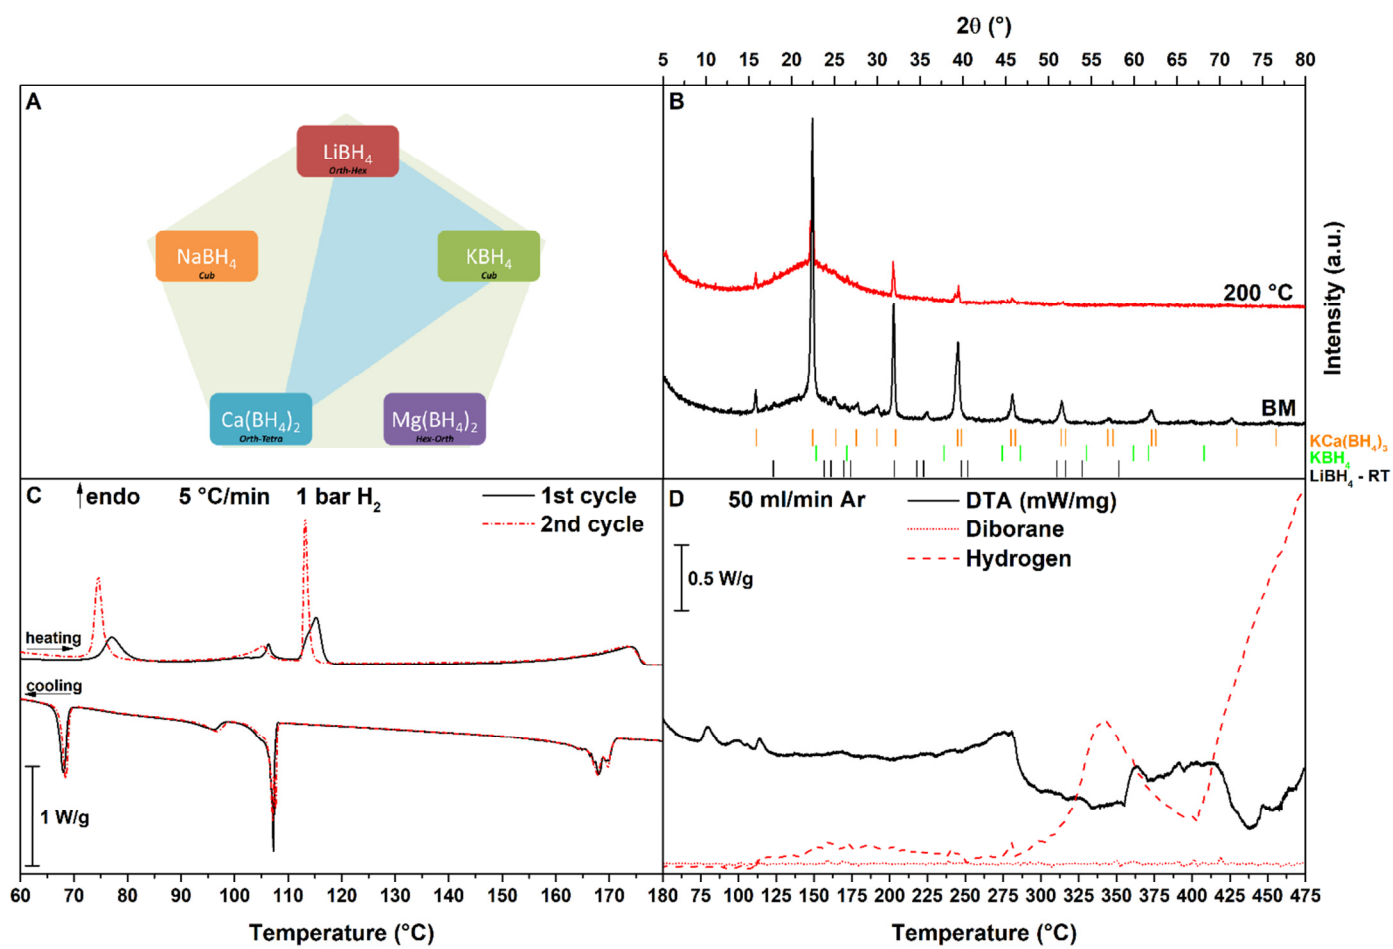 2θ (°)
5 10 15 20 25 30 35 40 45 50 55 60 65 70 75 80
A
LiBH4
Orth-Hex
NaBH4
Cub
KBH4
Cub
Ca(BH4)2
Orth-Tetra
Mg(BH4)2
Hex-Orth
B
200 °C
BM
KCa(BH4)3
KBH4
LiBH4 - RT
Intensity (a.u.)
C
endo 5 °C/min 1 bar H2
1st cycle
2nd cycle
heating
cooling
1 W/g
60 70 80 90 100 110 120 130 140 150 160 170 180
Temperature (°C)
D
50 ml/min Ar
DTA (mW/mg)
Diborane
Hydrogen
0.5 W/g
75 100 125 150 175 200 225 250 275 300 325 350 375 400 425 450 475
Temperature (°C)